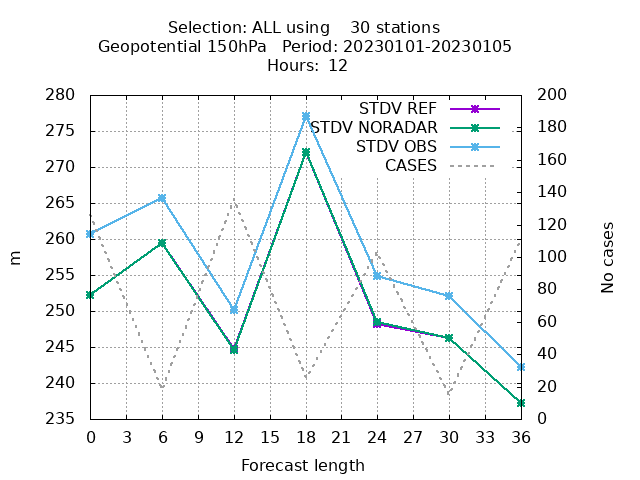 Selection: ALL using    30 stations
Geopotential 150hPa   Period: 20230101-20230105
Hours:  12
STDV REF
STDV NORADAR
STDV OBS
CASES
m
280
275
270
265
260
255
250
245
240
235
200
180
160
140
120
100
80
60
40
20
0
No cases
0 3 6 9 12 15 18 21 24 27 30 33 36
Forecast length